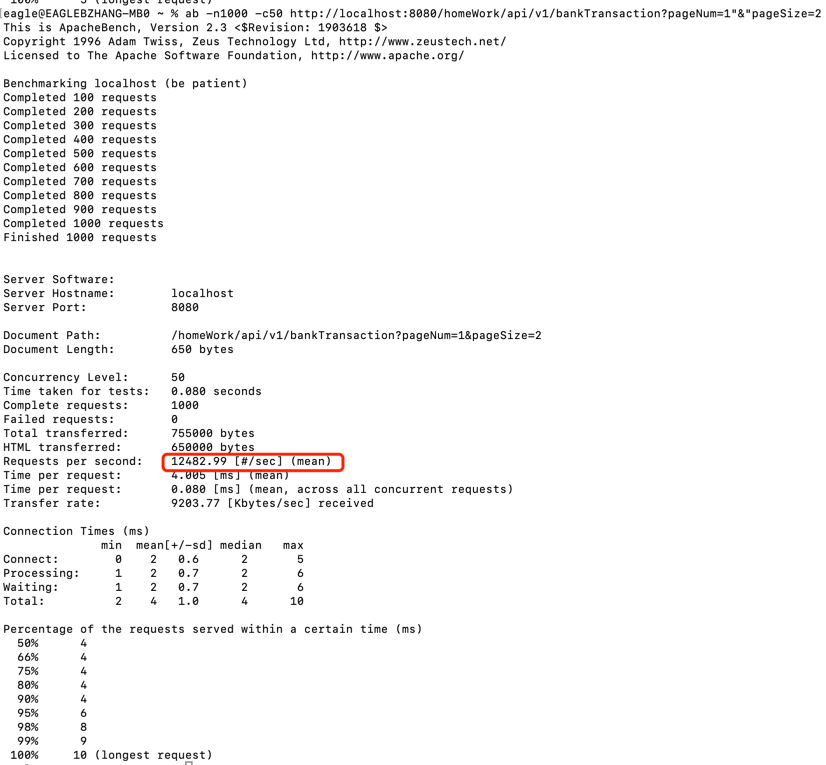 [eagle@EAGLEBZHANG-MB0 ~ % ab -n1000 -c50 http://localhost:8080/homeWork/api/v1/bankTransaction?pageNum=1"&"pageSize=2
This is ApacheBench, Version 2.3 <$Revision: 1903618 $>
Copyright 1996 Adam Twiss, Zeus Technology Ltd, http://www.zeustech.net/
Licensed to The Apache Software Foundation, http://www.apache.org/

Benchmarking localhost (be patient)
Completed 100 requests
Completed 200 requests
Completed 300 requests
Completed 400 requests
Completed 500 requests
Completed 600 requests
Completed 700 requests
Completed 800 requests
Completed 900 requests
Completed 1000 requests
Finished 1000 requests

Server Software:
Server Hostname: localhost
Server Port: 8080

Document Path: /homeWork/api/v1/bankTransaction?pageNum=1&pageSize=2
Document Length: 650 bytes

Concurrency Level: 50
Time taken for tests: 0.080 seconds
Complete requests: 1000
Failed requests: 0
Total transferred: 755000 bytes
HTML transferred: 650000 bytes
Requests per second: 12482.99 [#/sec] (mean)
Time per request: 4.005 [ms] (mean)
Time per request: 0.080 [ms] (mean, across all concurrent requests)
Transfer rate: 9203.77 [Kbytes/sec] received

Connection Times (ms)
min mean[+/-sd] median max
Connect: 0 2 0.6 2 5
Processing: 1 2 0.7 2 6
Waiting: 1 2 0.7 2 6
Total: 2 4 1.0 4 10

Percentage of the requests served within a certain time (ms)
50% 4
66% 4
75% 4
80% 4
90% 4
95% 6
98% 8
99% 9
100% 10 (longest request)